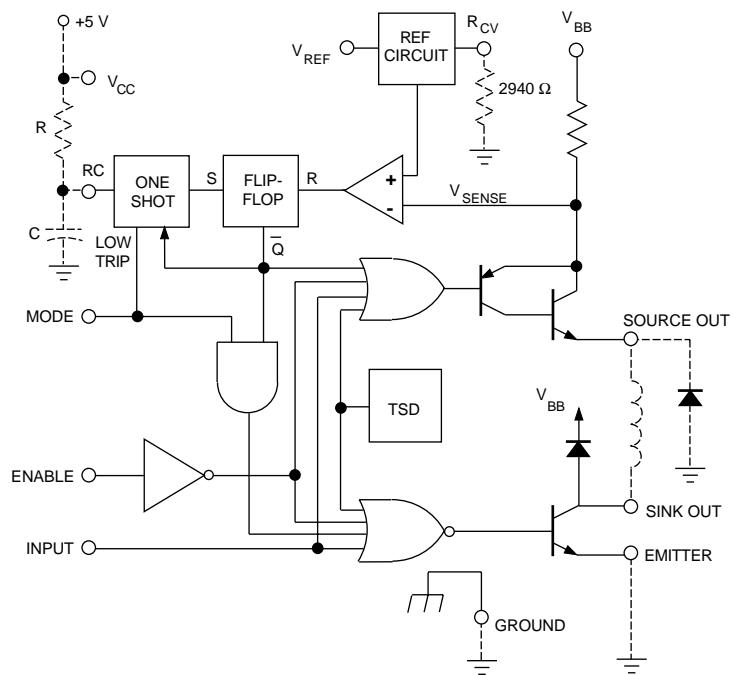 +5 V
V_CC
R
RC
C
ONE
SHOT
LOW
TRIP
S
FLIP-
FLOP
R
Q̅
V_REF
REF
CIRCUIT
R_CV
2940 Ω
V_BB
+
-
V_SENSE
MODE
SOURCE OUT
TSD
V_BB
ENABLE
SINK OUT
INPUT
EMITTER
GROUND